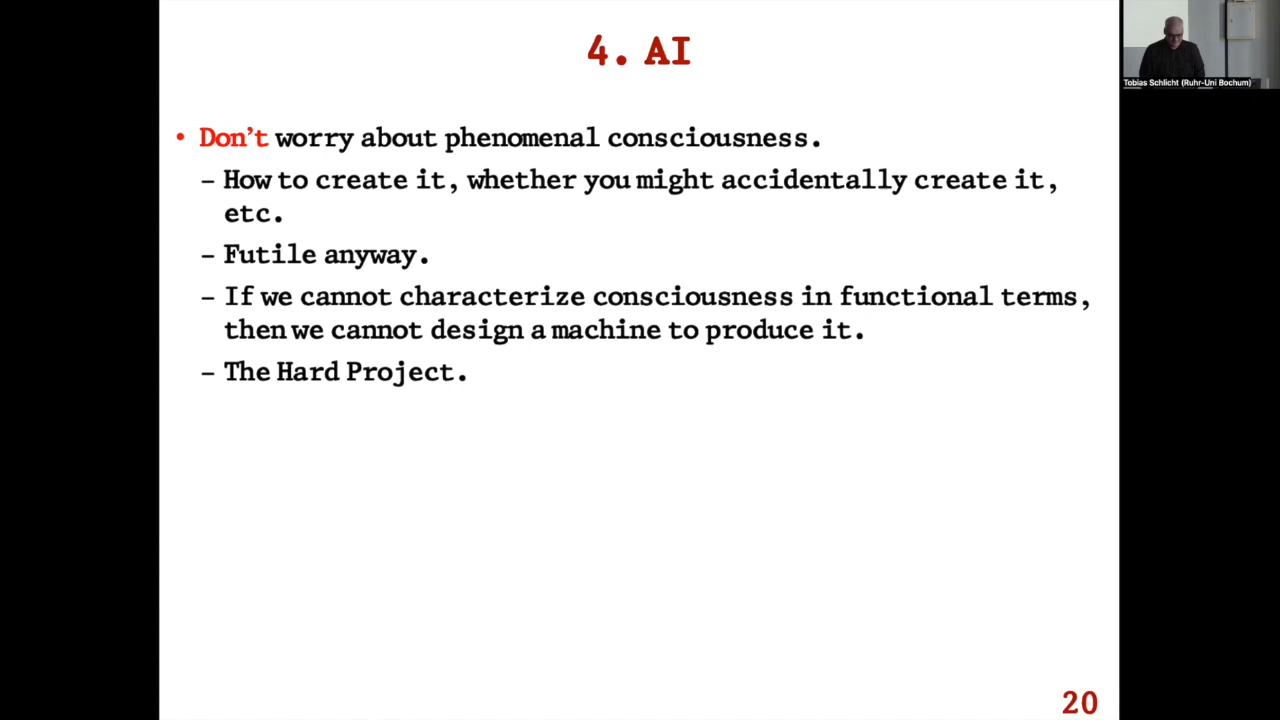 4. AI
• Don't worry about phenomenal consciousness.
– How to create it, whether you might accidentally create it,
etc.
– Futile anyway.
– If we cannot characterize consciousness in functional terms,
then we cannot design a machine to produce it.
– The Hard Project.
20
Tobias Schlicht (Ruhr-Uni Bochum)